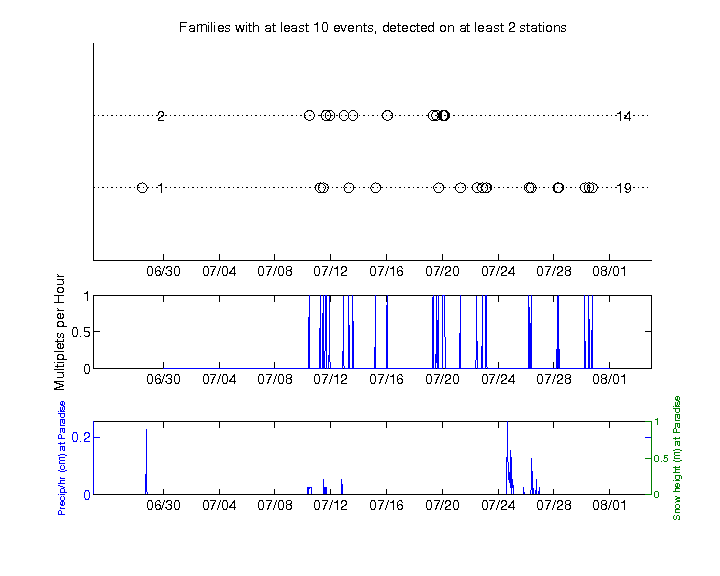 Families with at least 10 events, detected on at least 2 stations
2 14
1 19
06/30 07/04 07/08 07/12 07/16 07/20 07/24 07/28 08/01
Multiplets per Hour
1
0.5
0
06/30 07/04 07/08 07/12 07/16 07/20 07/24 07/28 08/01
Precip/hr (cm) at Paradise
0.2
0
1
0.5
0
Snow height (m) at Paradise
06/30 07/04 07/08 07/12 07/16 07/20 07/24 07/28 08/01